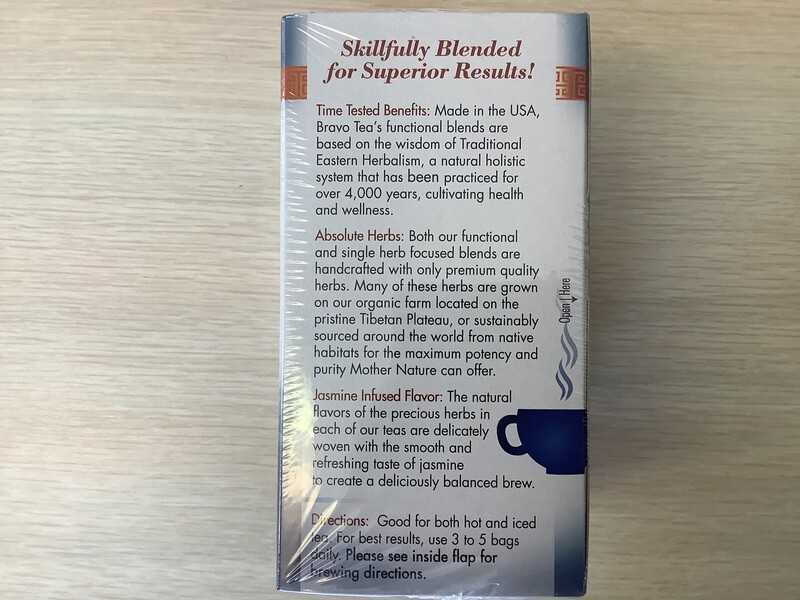 Skillfully Blended
for Superior Results!
Time Tested Benefits: Made in the USA,
Bravo Tea's functional blends are
based on the wisdom of Traditional
Eastern Herbalism, a natural holistic
system that has been practiced for
over 4,000 years, cultivating health
and wellness.
Absolute Herbs: Both our functional
and single herb focused blends are
handcrafted with only premium quality
herbs. Many of these herbs are grown
on our organic farm located on the
pristine Tibetan Plateau, or sustainably
sourced around the world from native
habitats for the maximum potency and
purity Mother Nature can offer.
Open Here
Jasmine Infused Flavor: The natural
flavors of the precious herbs in
each of our teas are delicately
woven with the smooth and
refreshing taste of jasmine
to create a deliciously balanced brew.
Directions: Good for both hot and iced
tea. For best results, use 3 to 5 bags
daily. Please see inside flap for
brewing directions.